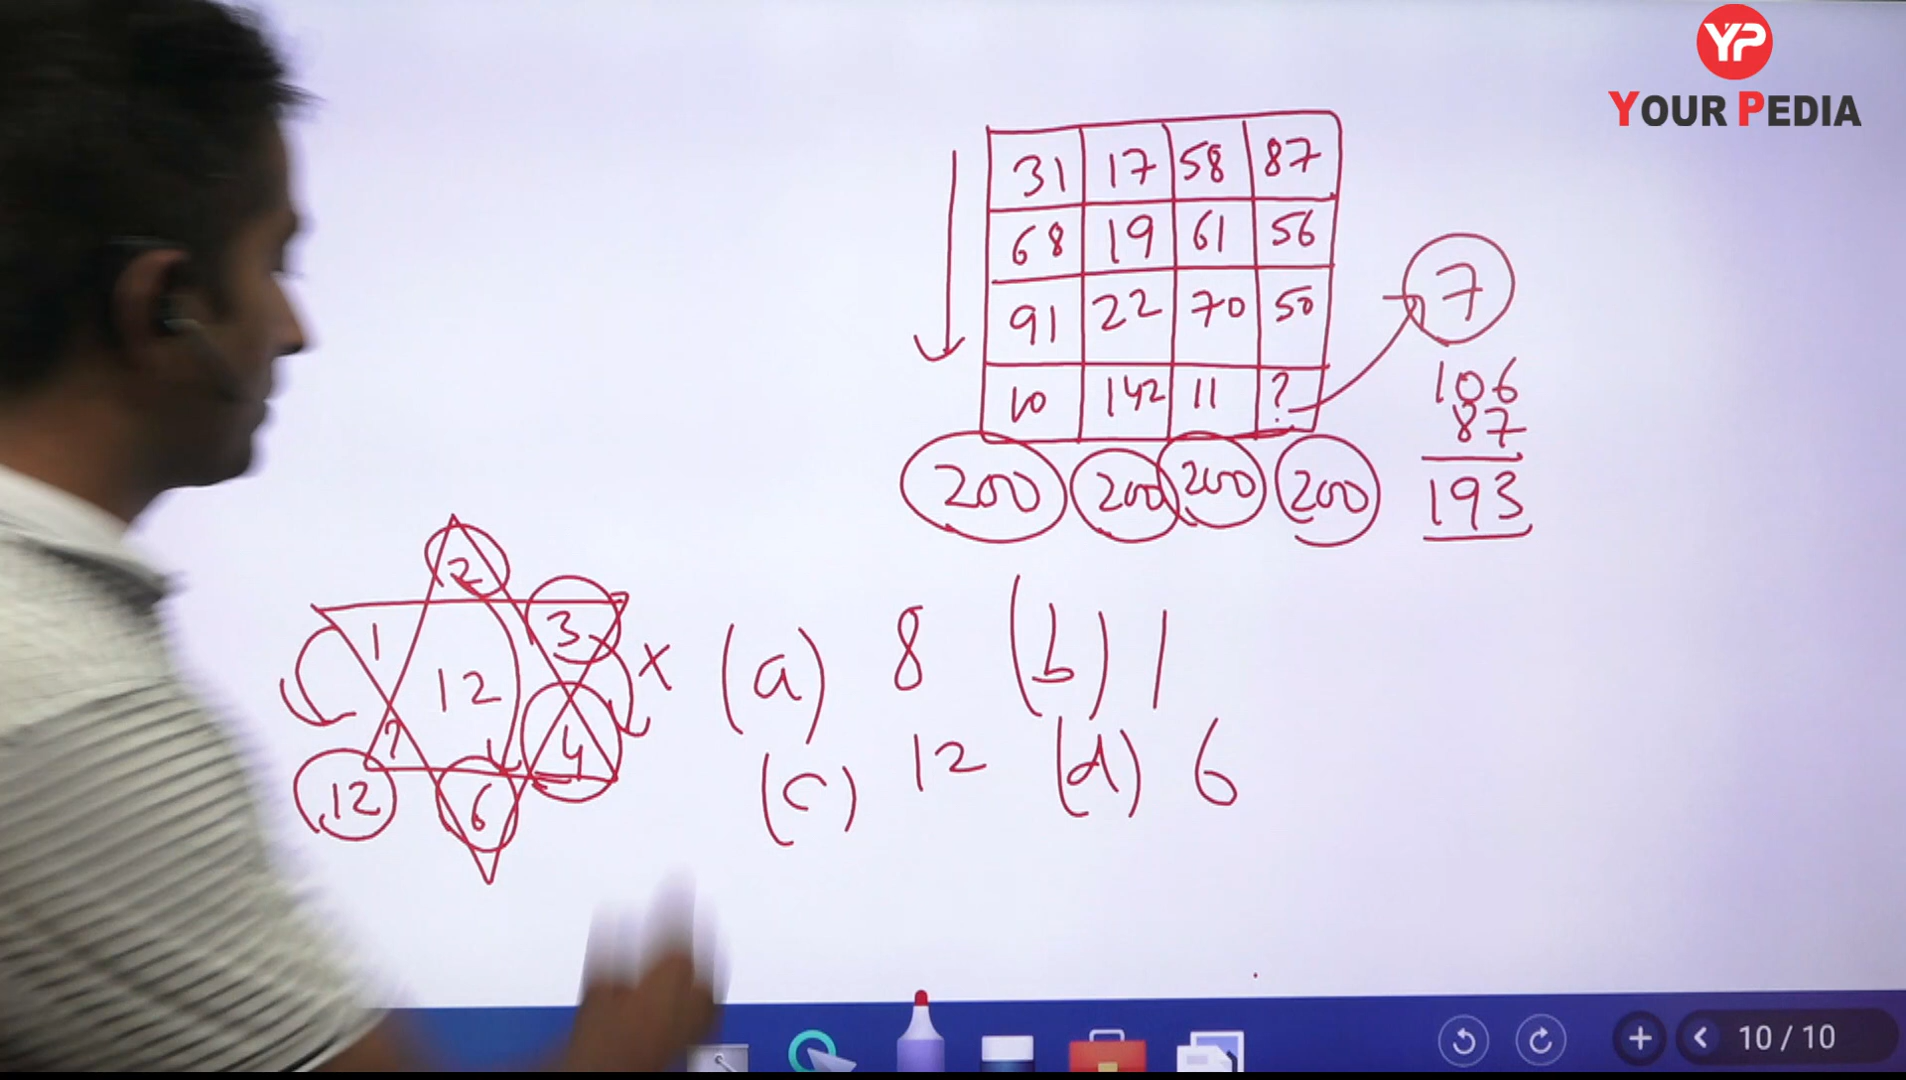 YP
YOUR PEDIA
31 17 58 87
68 19 61 56
91 22 70 50
10 142 11 ?
7
106
87
193
200 200 200 200
2
1 3 x
12
? 4
12 6
(a) 8 (b) 1
(c) 12 (d) 6
10 / 10